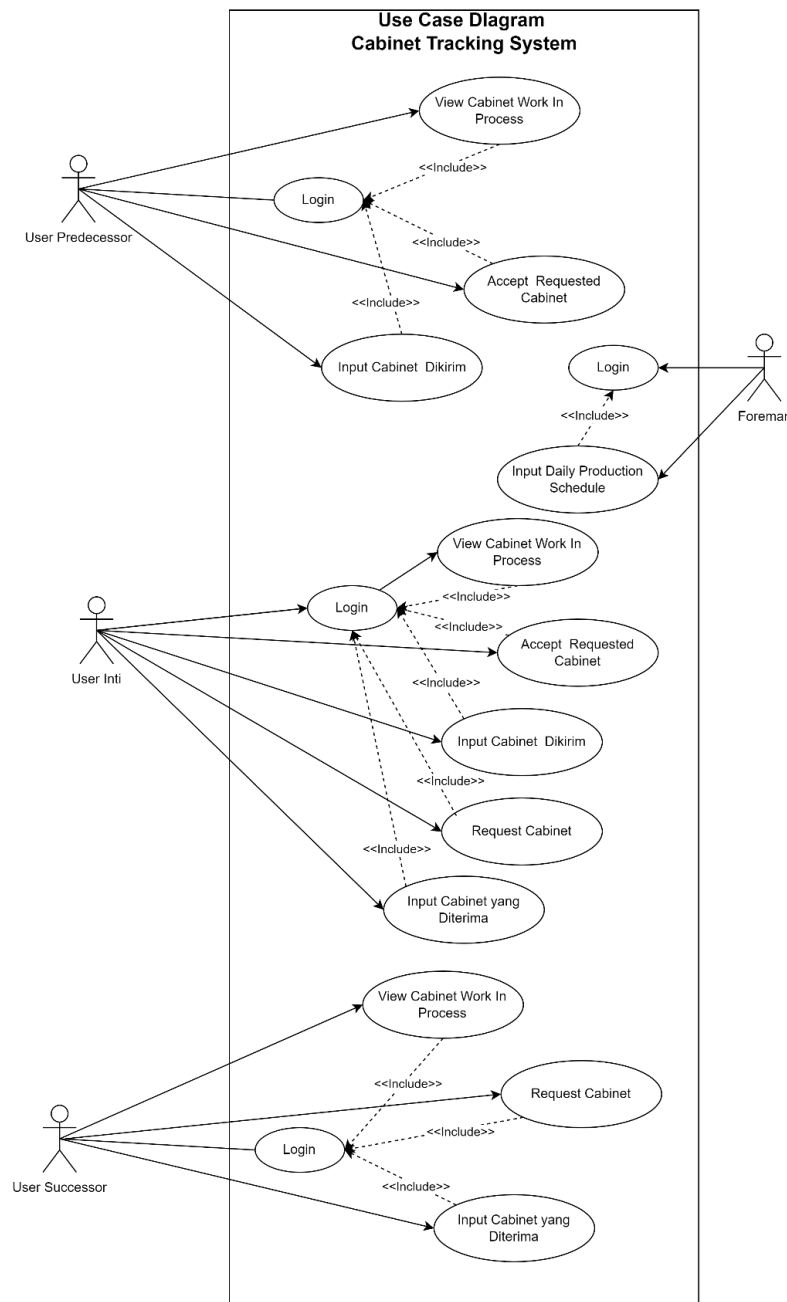 Use Case DIagram
Cabinet Tracking System
View Cabinet Work In
Process
<<Include>>
Login
User Predecessor
<<Include>>
Accept Requested
Cabinet
<<Include>>
Input Cabinet Dikirim
Login
Foreman
<<Include>>
Input Daily Production
Schedule
View Cabinet Work In
Process
<<Include>>
Login
<<Include>>
Accept Requested
Cabinet
User Inti
<<Include>>
Input Cabinet Dikirim
<<Include>>
Request Cabinet
<<Include>>
Input Cabinet yang
Diterima
View Cabinet Work In
Process
<<Include>>
Request Cabinet
<<Include>>
Login
User Successor
<<Include>>
Input Cabinet yang
Diterima